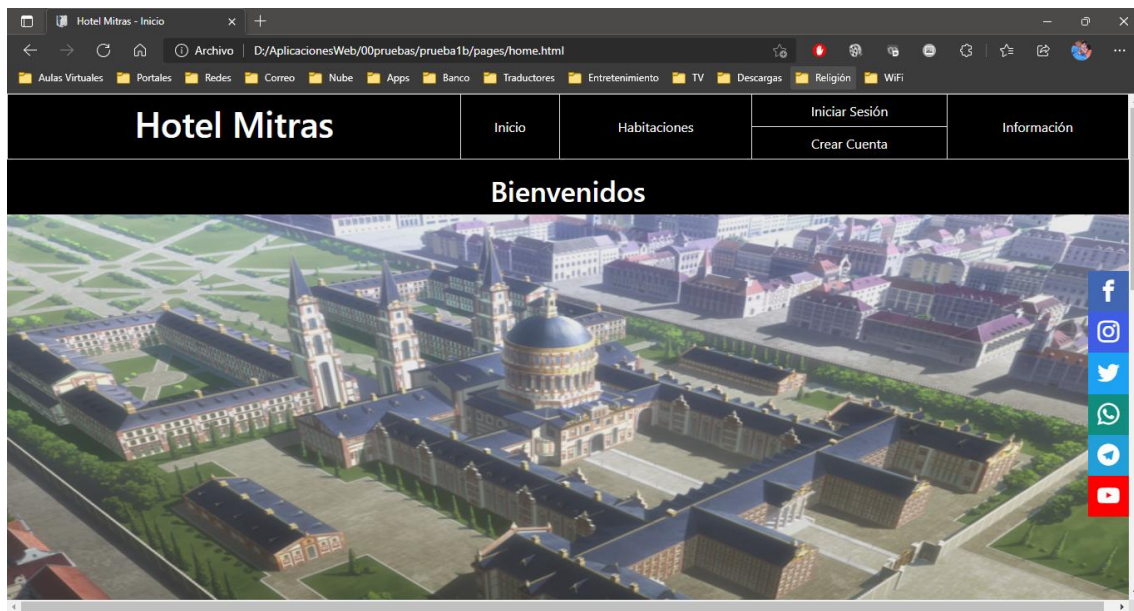 Hotel Mitras - Inicio
Archivo D:/AplicacionesWeb/00pruebas/prueba1b/pages/home.html
Aulas Virtuales Portales Redes Correo Nube Apps Banco Traductores Entretenimiento TV Descargas Religión WiFi
Hotel Mitras
Inicio
Habitaciones
Iniciar Sesión
Crear Cuenta
Información
Bienvenidos